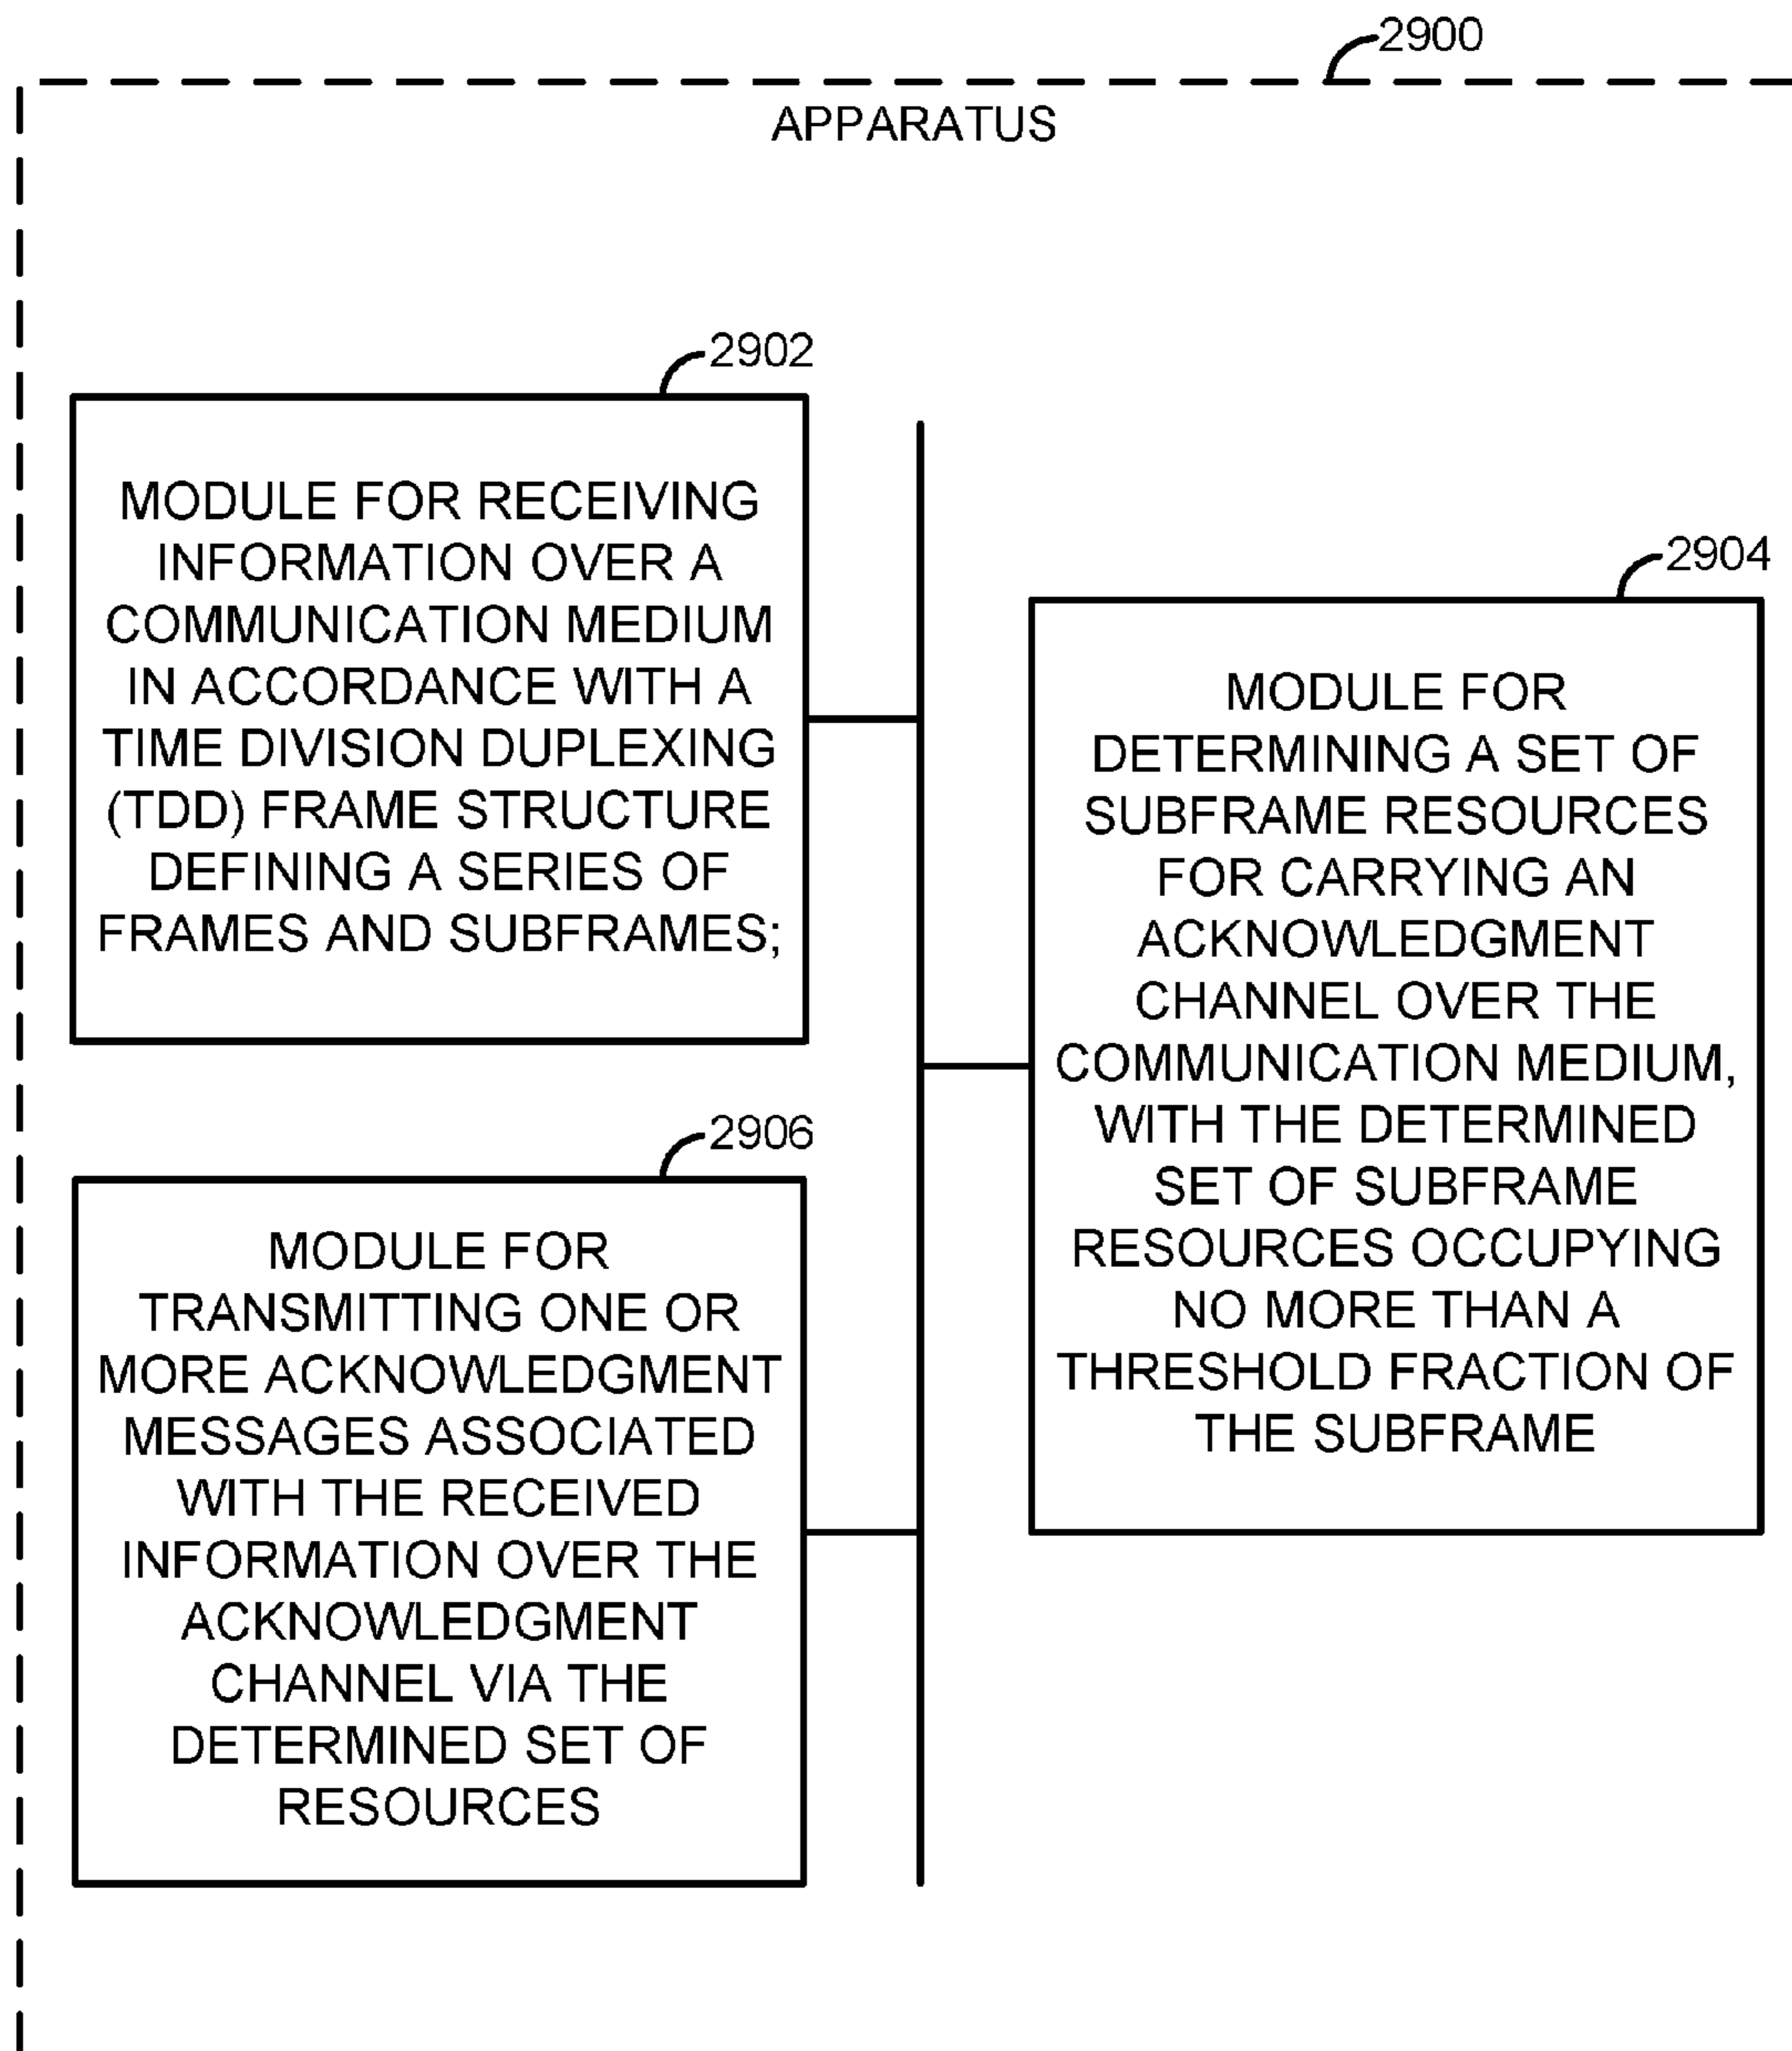 2900
APPARATUS
2902
MODULE FOR RECEIVING
INFORMATION OVER A
COMMUNICATION MEDIUM
IN ACCORDANCE WITH A
TIME DIVISION DUPLEXING
(TDD) FRAME STRUCTURE
DEFINING A SERIES OF
FRAMES AND SUBFRAMES;
2904
MODULE FOR
DETERMINING A SET OF
SUBFRAME RESOURCES
FOR CARRYING AN
ACKNOWLEDGMENT
CHANNEL OVER THE
COMMUNICATION MEDIUM,
WITH THE DETERMINED
SET OF SUBFRAME
RESOURCES OCCUPYING
NO MORE THAN A
THRESHOLD FRACTION OF
THE SUBFRAME
2906
MODULE FOR
TRANSMITTING ONE OR
MORE ACKNOWLEDGMENT
MESSAGES ASSOCIATED
WITH THE RECEIVED
INFORMATION OVER THE
ACKNOWLEDGMENT
CHANNEL VIA THE
DETERMINED SET OF
RESOURCES